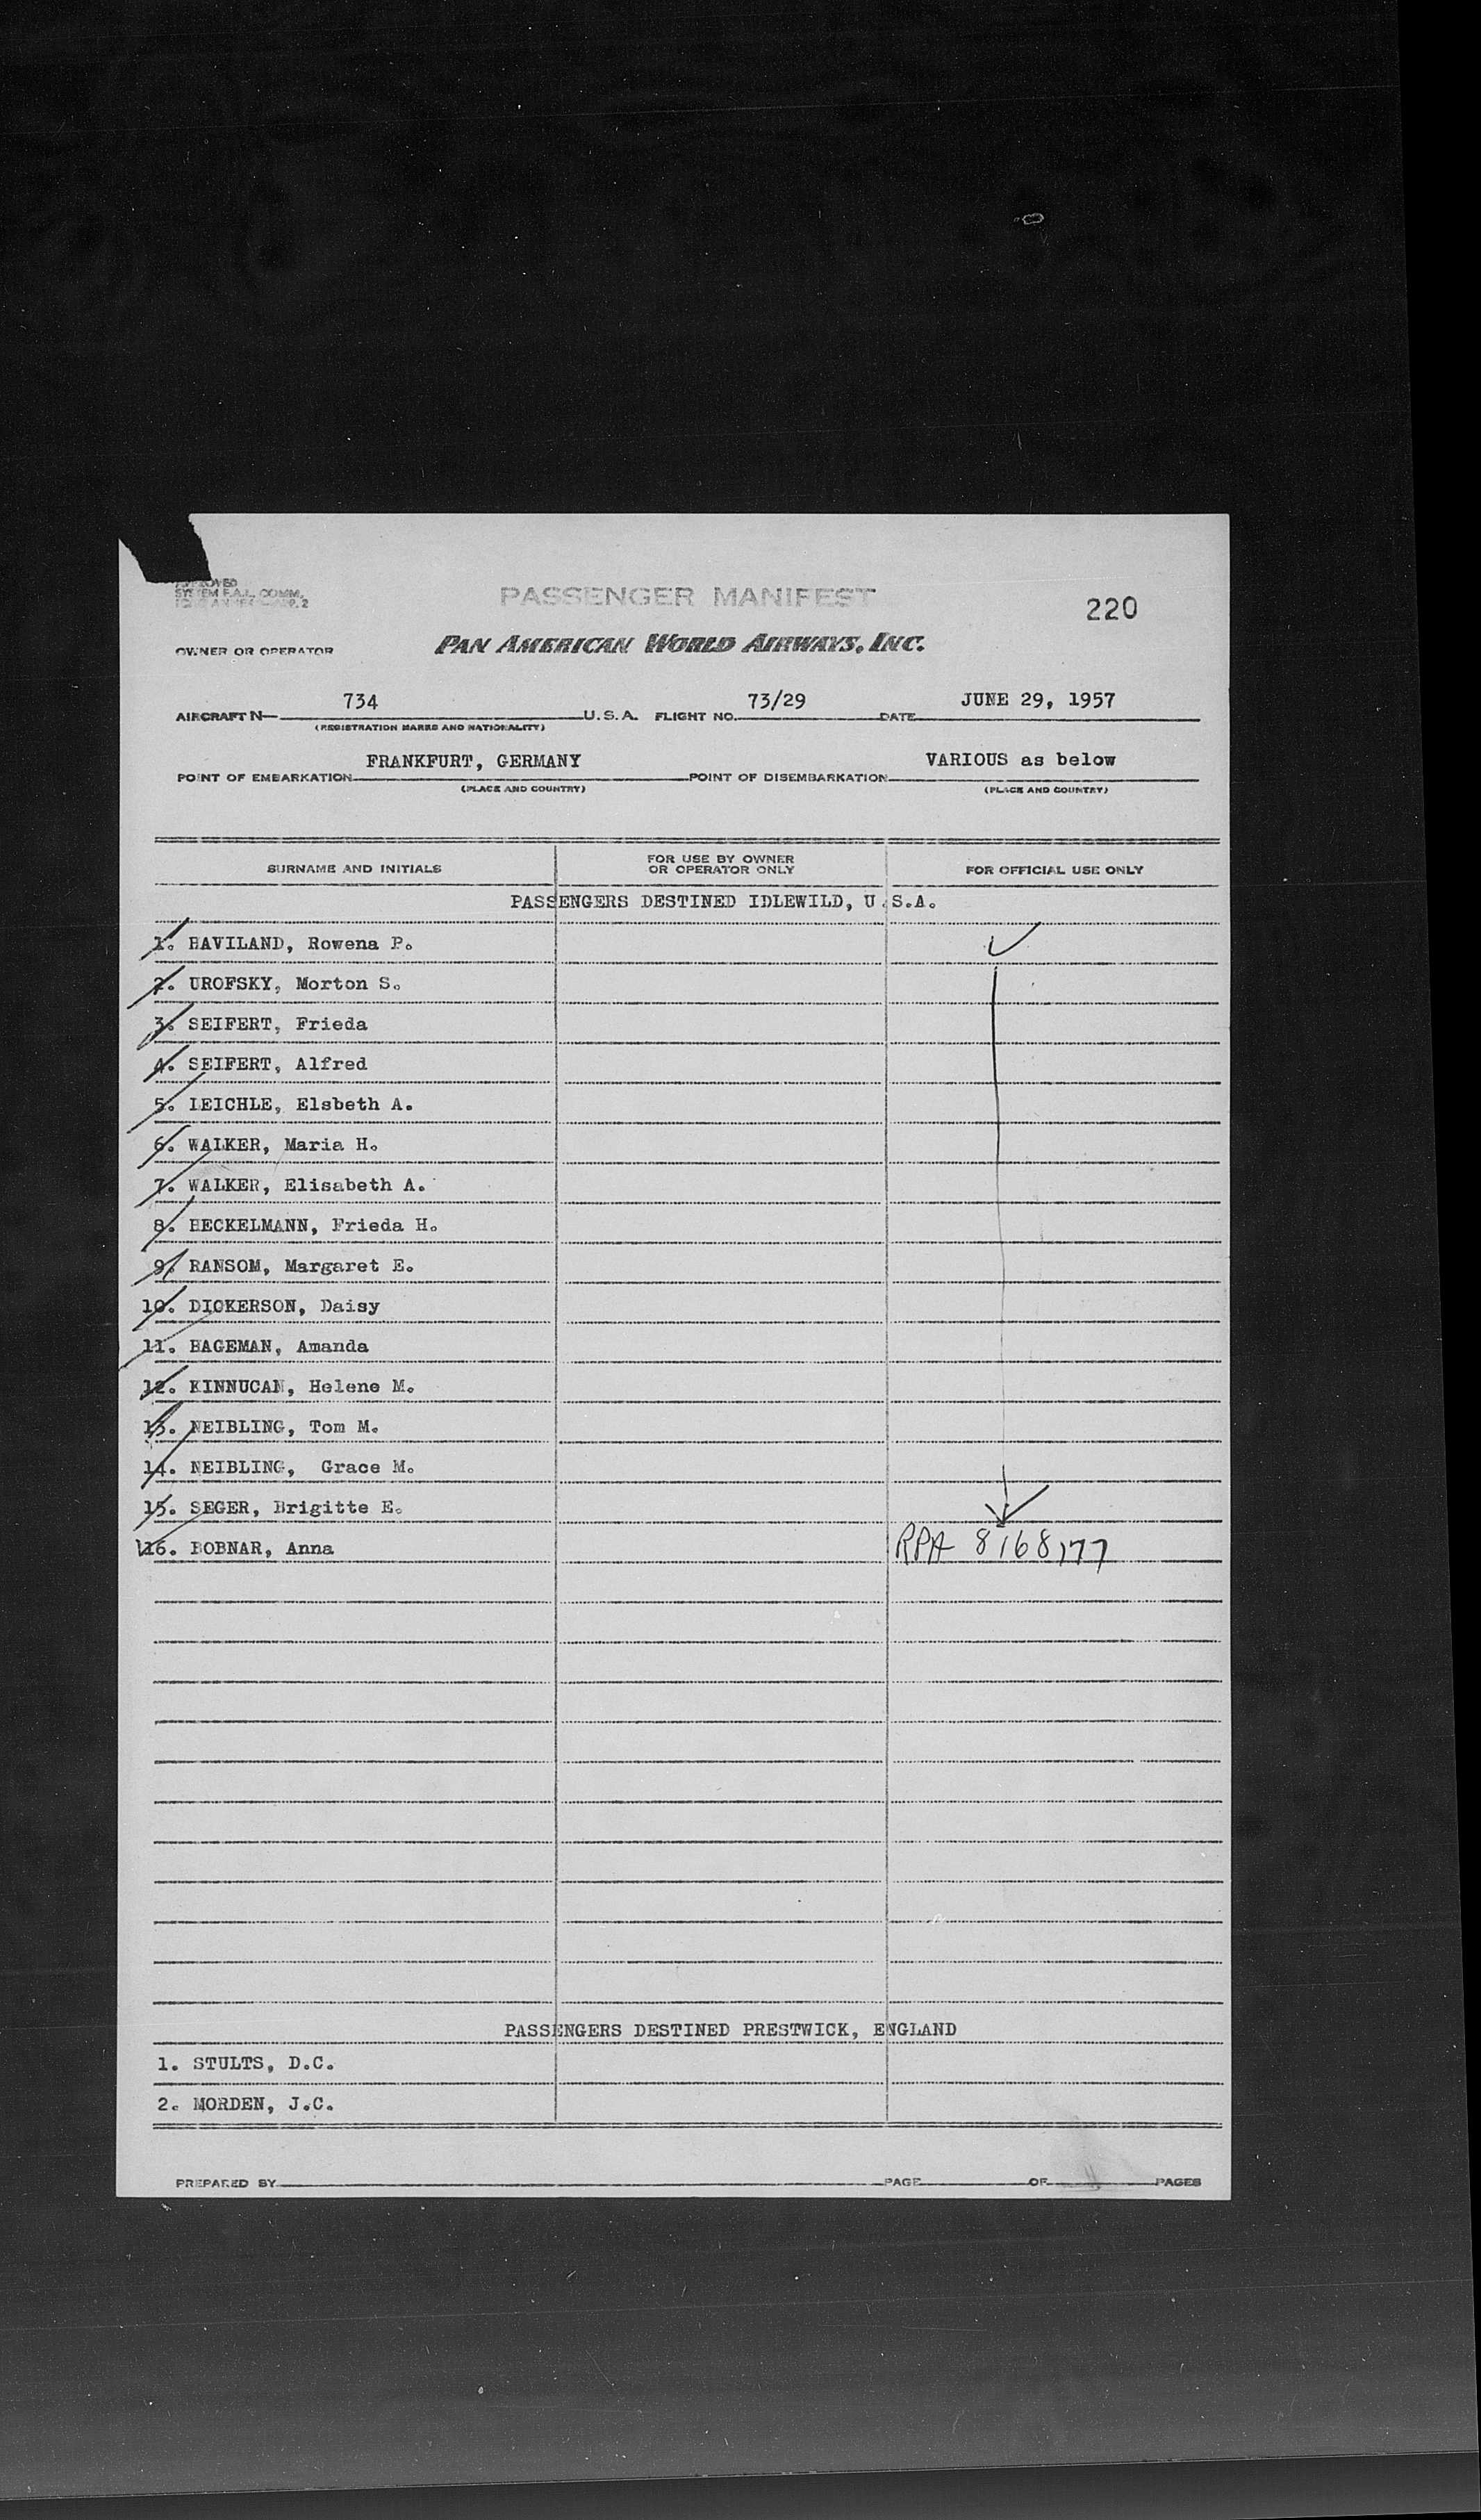 APPROVED
SYSTEM F.A.L. COMM.
PASSENGER MANIFEST
220
OWNER OR OPERATOR
PAN AMERICAN WORLD AIRWAYS, INC.
AIRCRAFT N 734 U.S.A. FLIGHT NO. 73/29 DATE JUNE 29, 1957
(REGISTRATION MARKS AND NATIONALITY)
POINT OF EMBARKATION FRANKFURT, GERMANY POINT OF DISEMBARKATION VARIOUS as below
(PLACE AND COUNTRY) (PLACE AND COUNTRY)
SURNAME AND INITIALS FOR USE BY OWNER OR OPERATOR ONLY FOR OFFICIAL USE ONLY
PASSENGERS DESTINED IDLEWILD, U.S.A.
1. HAVILAND, Rowena P.
2. UROFSKY, Morton S.
3. SEIFERT, Frieda
4. SEIFERT, Alfred
5. LEICHLE, Elsbeth A.
6. WALKER, Maria H.
7. WALKER, Elisabeth A.
8. HECKELMANN, Frieda H.
9. RANSOM, Margaret E.
10. DICKERSON, Daisy
11. HAGEMAN, Amanda
12. KINNUCAN, Helene M.
13. NEIBLING, Tom M.
14. NEIBLING, Grace M.
15. SEGER, Brigitte E.
16. BOBNAR, Anna RPA 8168177
PASSENGERS DESTINED PRESTWICK, ENGLAND
1. STULTS, D.C.
2. MORDEN, J.C.
PREPARED BY PAGE OF PAGES